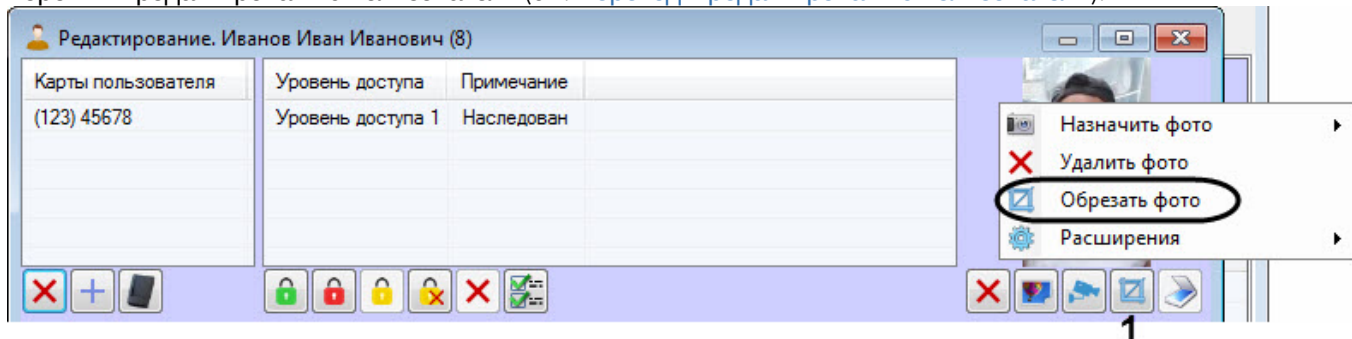 Редактирование. Иванов Иван Иванович (8)
Карты пользователя Уровень доступа Примечание
(123) 45678 Уровень доступа 1 Наследован
Назначить фото
Удалить фото
Обрезать фото
Расширения
1